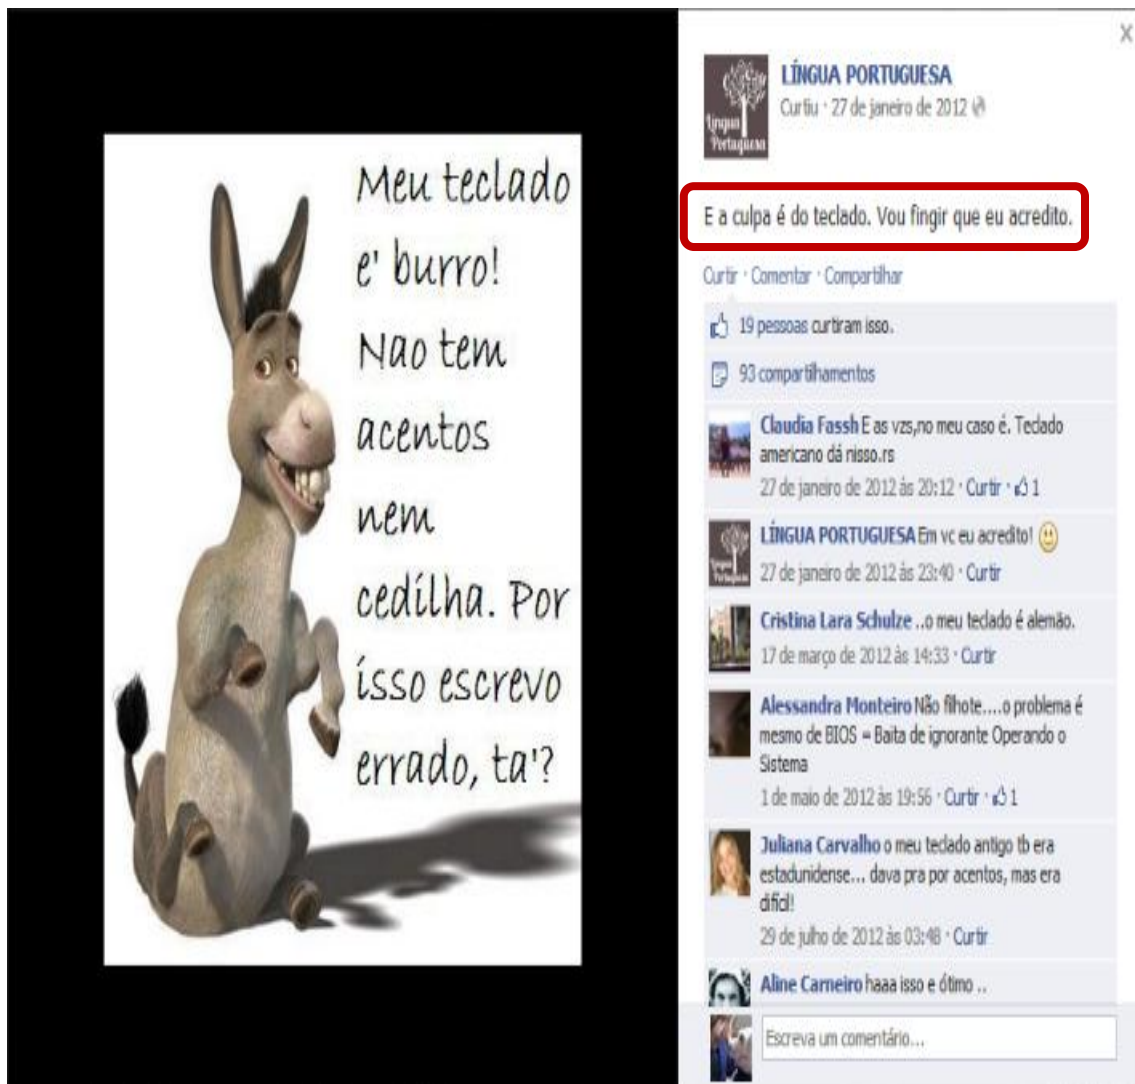 Meu teclado
e' burro!
Nao tem
acentos
nem
cedilha. Por
isso escrevo
errado, ta'?
X
Língua
Portuguesa
LÍNGUA PORTUGUESA
Curtiu · 27 de janeiro de 2012
E a culpa é do teclado. Vou fingir que eu acredito.
Curtir · Comentar · Compartilhar
19 pessoas curtiram isso.
93 compartilhamentos
Claudia Fassh E as vzs,no meu caso é. Teclado
americano dá nisso.rs
27 de janeiro de 2012 às 20:12 · Curtir · 1
LÍNGUA PORTUGUESA Em vc eu acredito!
27 de janeiro de 2012 às 23:40 · Curtir
Cristina Lara Schulze ..o meu teclado é alemão.
17 de março de 2012 às 14:33 · Curtir
Alessandra Monteiro Não filhote....o problema é
mesmo de BIOS = Baita de ignorante Operando o
Sistema
1 de maio de 2012 às 19:56 · Curtir · 1
Juliana Carvalho o meu teclado antigo tb era
estadunidense... dava pra por acentos, mas era
difícil!
29 de julho de 2012 às 03:48 · Curtir
Aline Carneiro haaa isso e ótimo ..
Escreva um comentário...